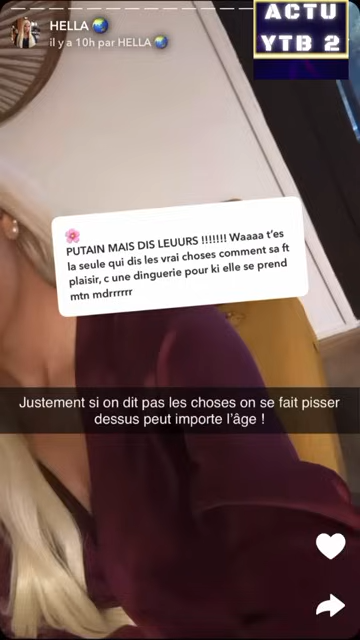 HELLA 🌏
il y a 10h par HELLA 🌏
ACTU
YTB 2
🌸
PUTAIN MAIS DIS LEUURS !!!!!!! Waaaa t'es
la seule qui dis les vrai choses comment sa ft
plaisir, c une dinguerie pour ki elle se prend
mtn mdrrrrrr
Justement si on dit pas les choses on se fait pisser
dessus peut importe l'âge !